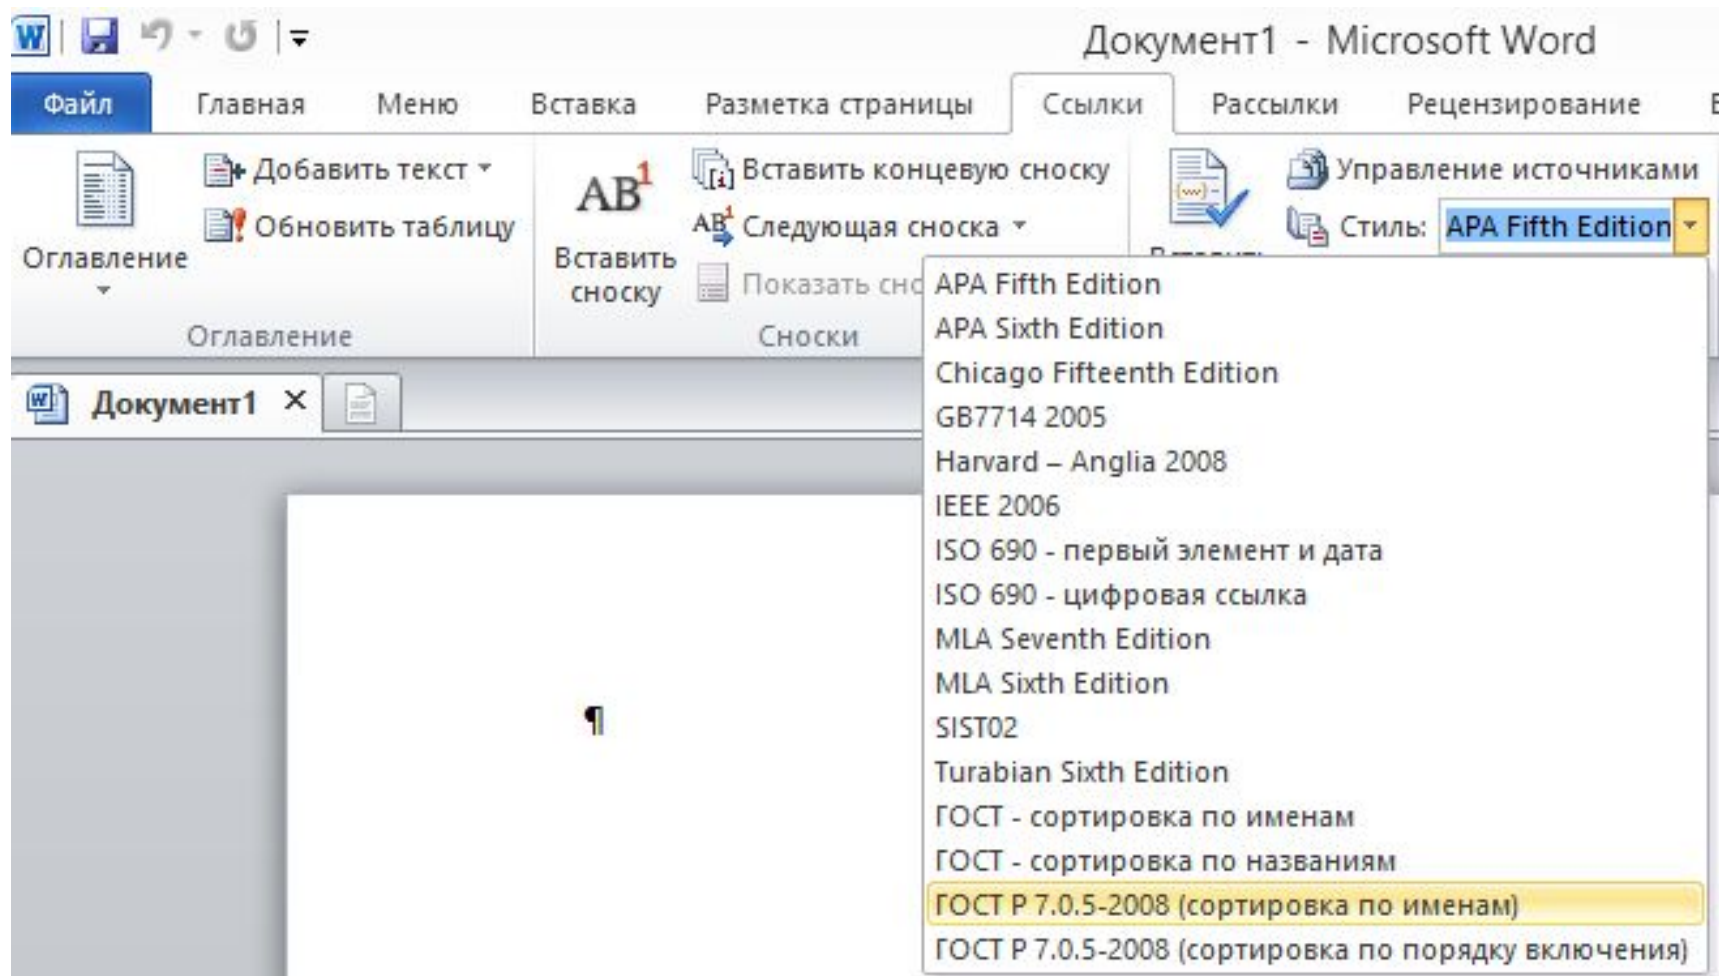 Документ1 - Microsoft Word
Файл Главная Меню Вставка Разметка страницы Ссылки Рассылки Рецензирование
Оглавление
Добавить текст
Обновить таблицу
Оглавление
AB1
Вставить
сноску
Вставить концевую сноску
AB1 Следующая сноска
Показать
Сноски
Управление источниками
Стиль: APA Fifth Edition
APA Fifth Edition
APA Sixth Edition
Chicago Fifteenth Edition
GB7714 2005
Harvard – Anglia 2008
IEEE 2006
ISO 690 - первый элемент и дата
ISO 690 - цифровая ссылка
MLA Seventh Edition
MLA Sixth Edition
SIST02
Turabian Sixth Edition
ГОСТ - сортировка по именам
ГОСТ - сортировка по названиям
ГОСТ Р 7.0.5-2008 (сортировка по именам)
ГОСТ Р 7.0.5-2008 (сортировка по порядку включения)
Документ1
¶